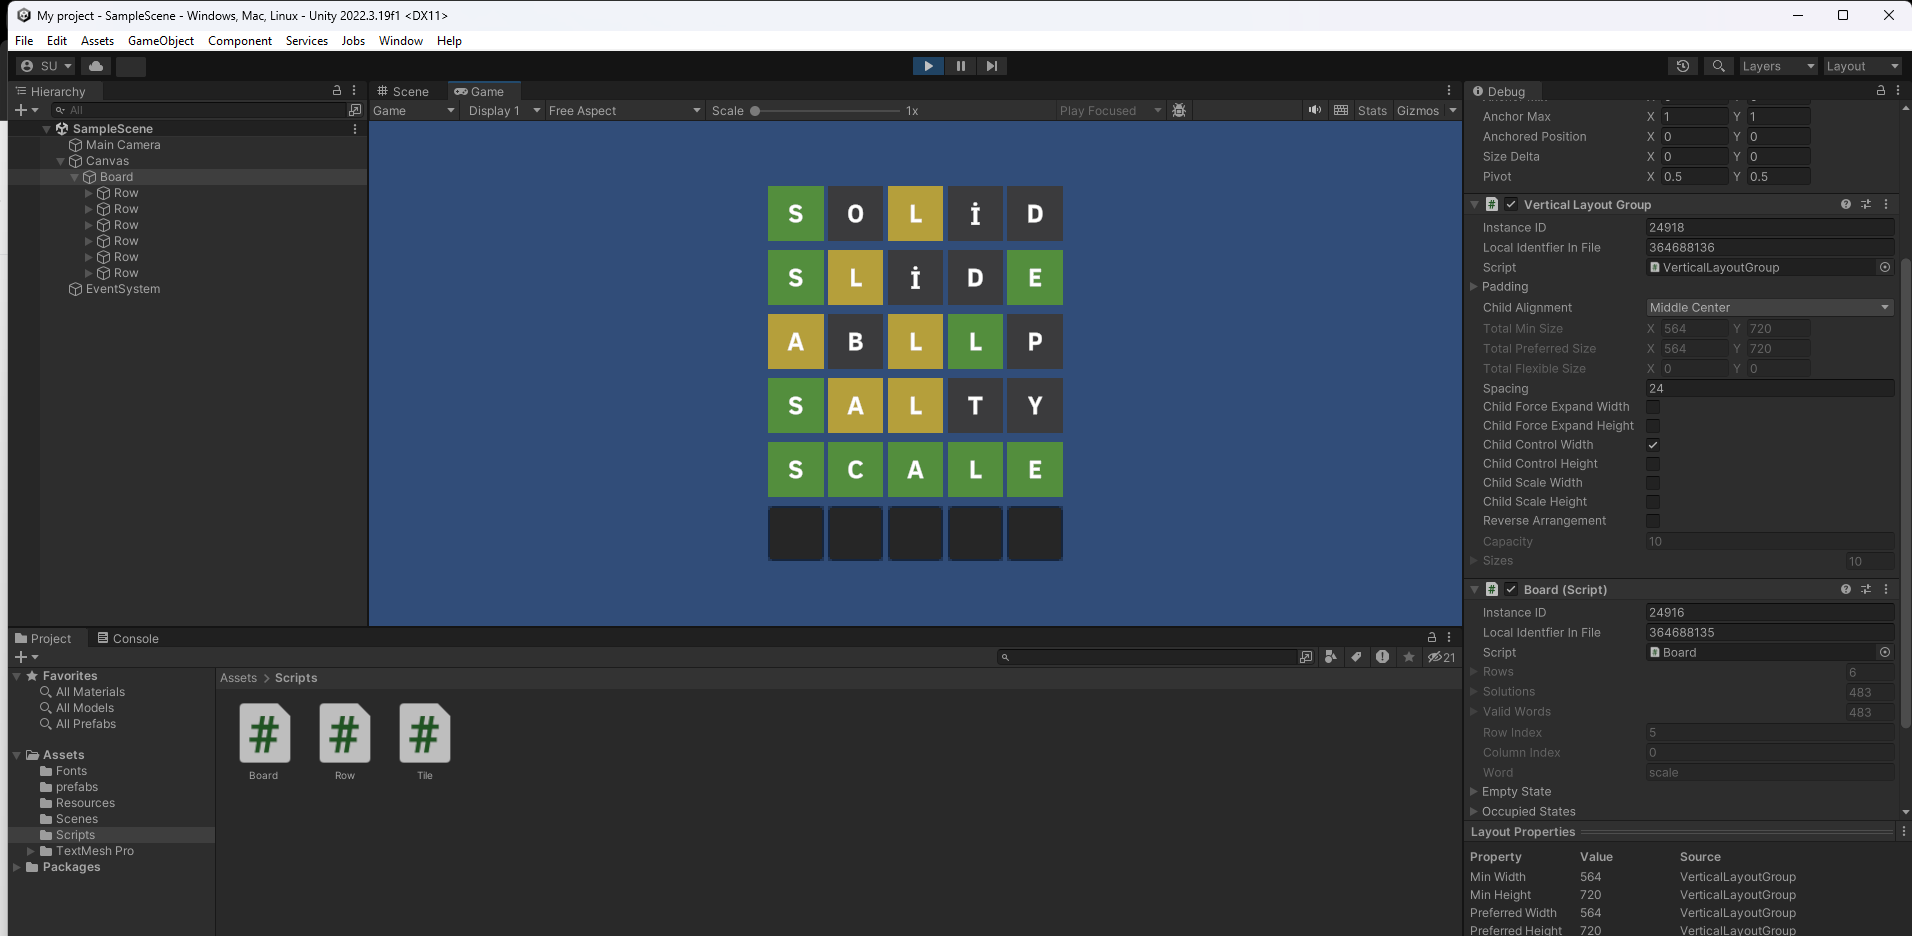 My project - SampleScene - Windows, Mac, Linux - Unity 2022.3.19f1 <DX11>
File Edit Assets GameObject Component Services Jobs Window Help
SU
Layers Layout
Hierarchy
All
SampleScene
Main Camera
Canvas
Board
Row
Row
Row
Row
Row
Row
EventSystem
Scene Game
Game Display 1 Free Aspect Scale 1x Play Focused Stats Gizmos
S O L İ D
S L İ D E
A B L L P
S A L T Y
S C A L E
Project Console
21
Favorites
All Materials
All Models
All Prefabs
Assets
Fonts
prefabs
Resources
Scenes
Scripts
TextMesh Pro
Packages
Assets > Scripts
# # #
Board Row Tile
Debug
Anchor Max X 1 Y 1
Anchored Position X 0 Y 0
Size Delta X 0 Y 0
Pivot X 0.5 Y 0.5
# Vertical Layout Group
Instance ID 24918
Local Identfier In File 364688136
Script VerticalLayoutGroup
Padding
Child Alignment Middle Center
Total Min Size X 564 Y 720
Total Preferred Size X 564 Y 720
Total Flexible Size X 0 Y 0
Spacing 24
Child Force Expand Width
Child Force Expand Height
Child Control Width
Child Control Height
Child Scale Width
Child Scale Height
Reverse Arrangement
Capacity 10
Sizes 10
# Board (Script)
Instance ID 24916
Local Identfier In File 364688135
Script Board
Rows 6
Solutions 483
Valid Words 483
Row Index 5
Column Index 0
Word scale
Empty State
Occupied States
Layout Properties
Property Value Source
Min Width 564 VerticalLayoutGroup
Min Height 720 VerticalLayoutGroup
Preferred Width 564 VerticalLayoutGroup
Preferred Height 720 VerticalLayoutGroup